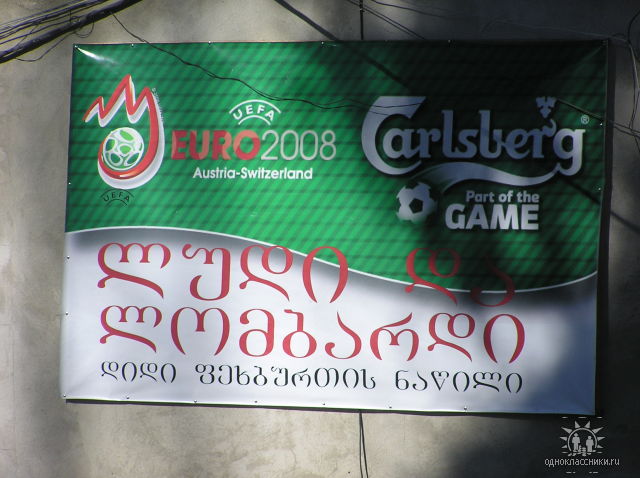 UEFA
EURO2008
Austria-Switzerland
UEFA
Carlsberg®
Part of the
GAME
ლუდი და
ლომბარდი
დიდი ფეხბურთის ნაწილი
одноклассники.ru